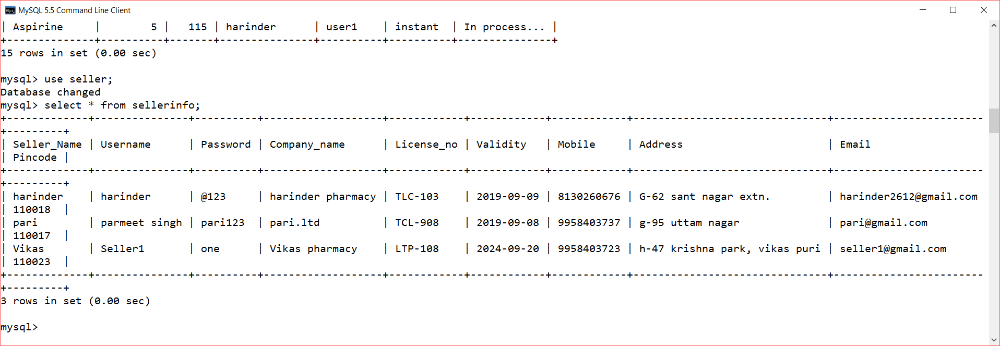 MySQL 5.5 Command Line Client
| Aspirine     |        5 |   115 | harinder      | user1    | instant  | In process... |
+--------------+----------+-------+---------------+----------+----------+---------------+
15 rows in set (0.00 sec)

mysql> use seller;
Database changed
mysql> select * from sellerinfo;
+-------------+---------------+----------+-------------------+------------+------------+------------+-------------------------------+------------------------
+---------+
| Seller_Name | Username      | Password | Company_name      | License_no | Validity   | Mobile     | Address                       | Email
| Pincode |
+-------------+---------------+----------+-------------------+------------+------------+------------+-------------------------------+------------------------
+---------+
| harinder    | harinder      | @123     | harinder pharmacy | TLC-103    | 2019-09-09 | 8130260676 | G-62 sant nagar extn.         | harinder2612@gmail.com
| 110018  |
| pari        | parmeet singh | pari123  | pari.ltd          | TCL-908    | 2019-09-08 | 9958403737 | g-95 uttam nagar              | pari@gmail.com
| 110017  |
| Vikas       | Seller1       | one      | Vikas pharmacy    | LTP-108    | 2024-09-20 | 9958403723 | h-47 krishna park, vikas puri | seller1@gmail.com
| 110023  |
+-------------+---------------+----------+-------------------+------------+------------+------------+-------------------------------+------------------------
+---------+
3 rows in set (0.00 sec)

mysql>